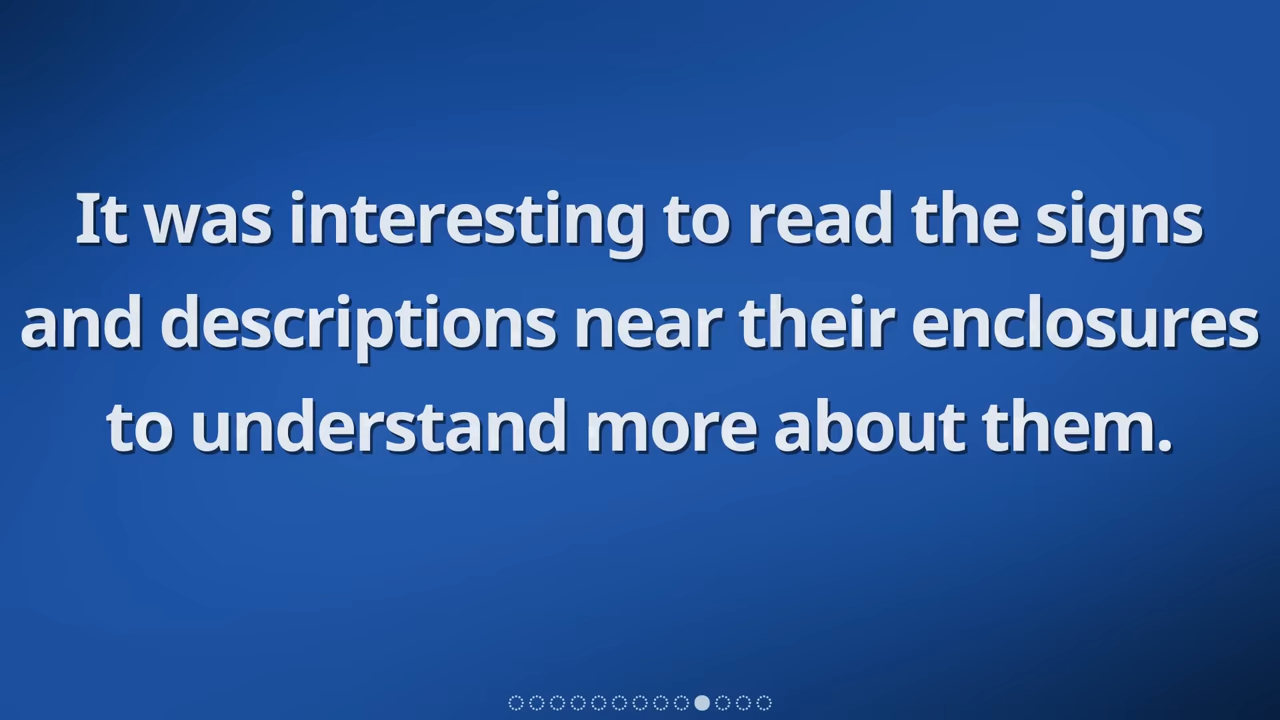 It was interesting to read the signs
and descriptions near their enclosures
to understand more about them.